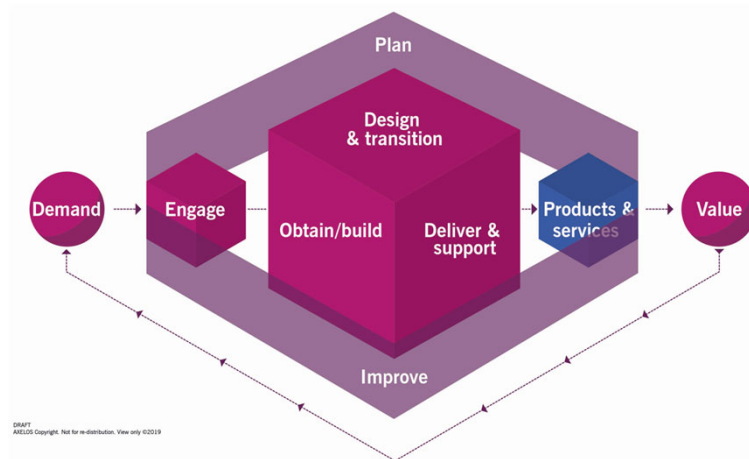 Plan
Design
& transition
Demand
Engage
Obtain/build
Deliver &
support
Products &
services
Value
Improve
DRAFT
AXELOS Copyright. Not for re-distribution. View only ©2019